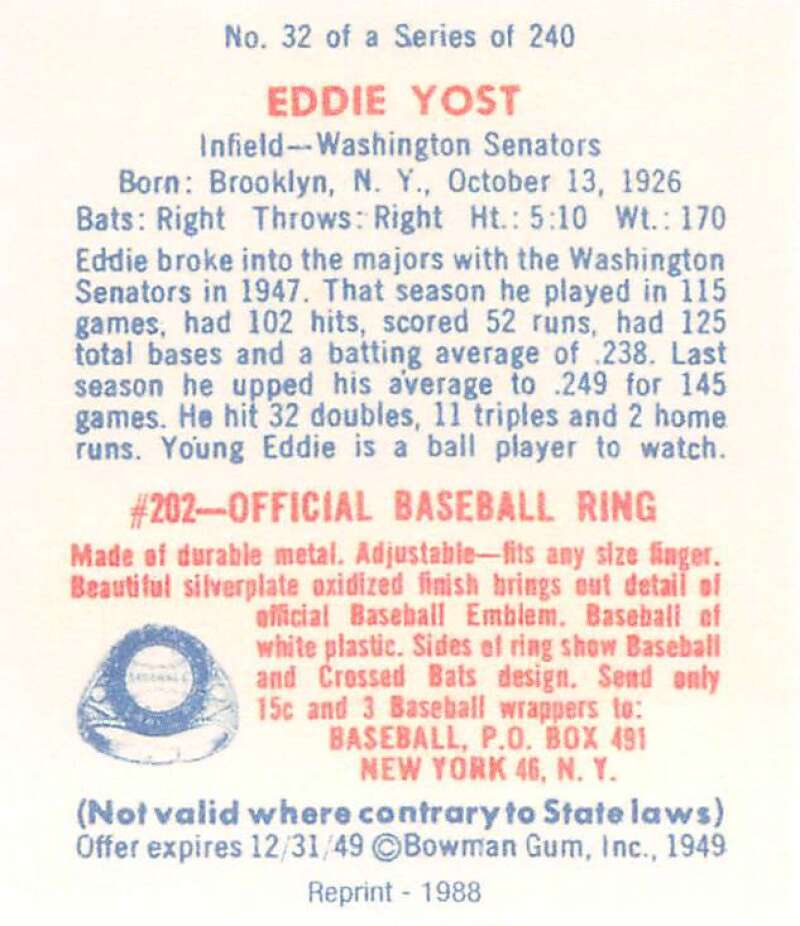 No. 32 of a Series of 240
EDDIE YOST
Infield—Washington Senators
Born: Brooklyn, N. Y., October 13, 1926
Bats: Right Throws: Right Ht.: 5:10 Wt.: 170
Eddie broke into the majors with the Washington
Senators in 1947. That season he played in 115
games, had 102 hits, scored 52 runs, had 125
total bases and a batting average of .238. Last
season he upped his average to .249 for 145
games. He hit 32 doubles, 11 triples and 2 home
runs. Young Eddie is a ball player to watch.
#202—OFFICIAL BASEBALL RING
Made of durable metal. Adjustable—fits any size finger.
Beautiful silverplate oxidized finish brings out detail of
official Baseball Emblem. Baseball of
white plastic. Sides of ring show Baseball
and Crossed Bats design. Send only
15c and 3 Baseball wrappers to:
BASEBALL, P.O. BOX 491
NEW YORK 46, N. Y.
BASEBALL
(Not valid where contrary to State laws)
Offer expires 12/31/49 ©Bowman Gum, Inc., 1949
Reprint - 1988